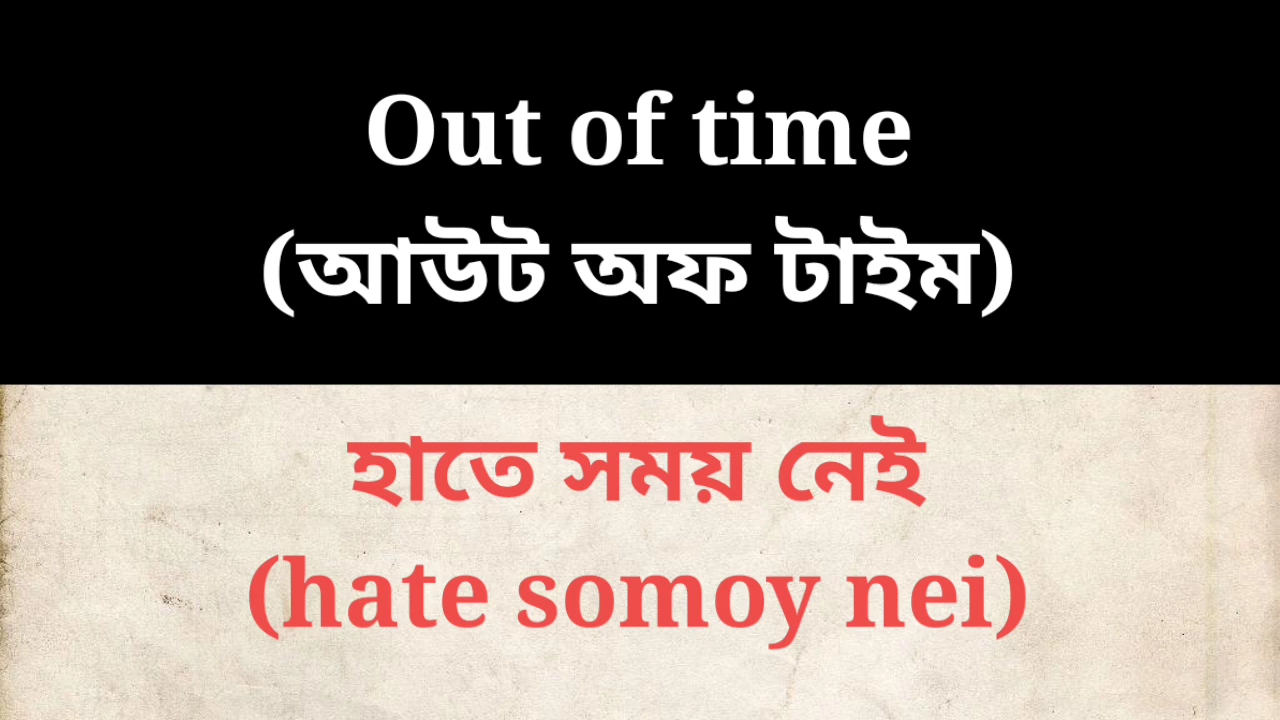 Out of time
(আউট অফ টাইম)
হাতে সময় নেই
(hate somoy nei)